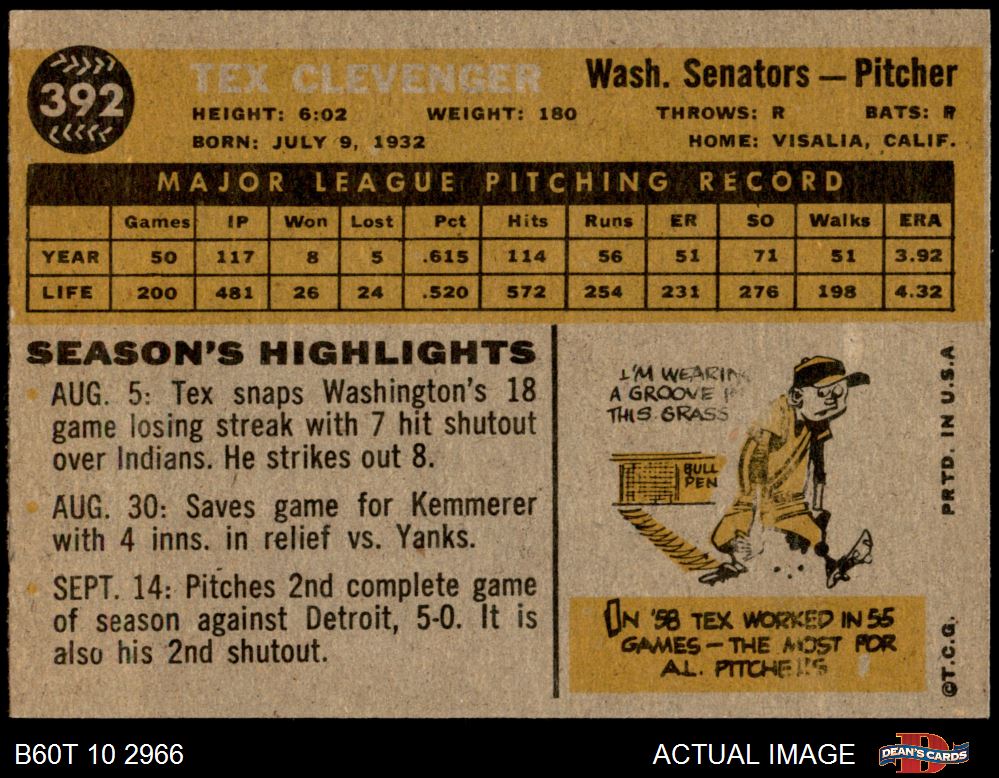 392
TEX CLEVENGER
Wash. Senators — Pitcher
HEIGHT: 6:02 WEIGHT: 180 THROWS: R BATS: R
BORN: JULY 9, 1932 HOME: VISALIA, CALIF.
MAJOR LEAGUE PITCHING RECORD
Games IP Won Lost Pct Hits Runs ER SO Walks ERA
YEAR 50 117 8 5 .615 114 56 51 71 51 3.92
LIFE 200 481 26 24 .520 572 254 231 276 198 4.32
SEASON'S HIGHLIGHTS
• AUG. 5: Tex snaps Washington's 18
game losing streak with 7 hit shutout
over Indians. He strikes out 8.
• AUG. 30: Saves game for Kemmerer
with 4 inns. in relief vs. Yanks.
• SEPT. 14: Pitches 2nd complete game
of season against Detroit, 5-0. It is
also his 2nd shutout.
I'M WEARIN
A GROOVE
THIS GRASS
BULL
PEN
IN '58 TEX WORKED IN 55
GAMES — THE MOST FOR
A.L. PITCHERS
©T.C.G. PRTD. IN U.S.A
B60T 10 2966
ACTUAL IMAGE
D
DEAN'S CARDS